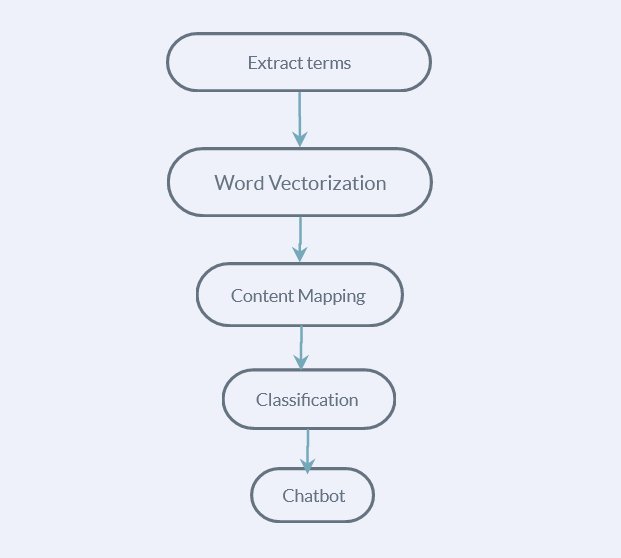 Extract terms
Word Vectorization
Content Mapping
Classification
Chatbot